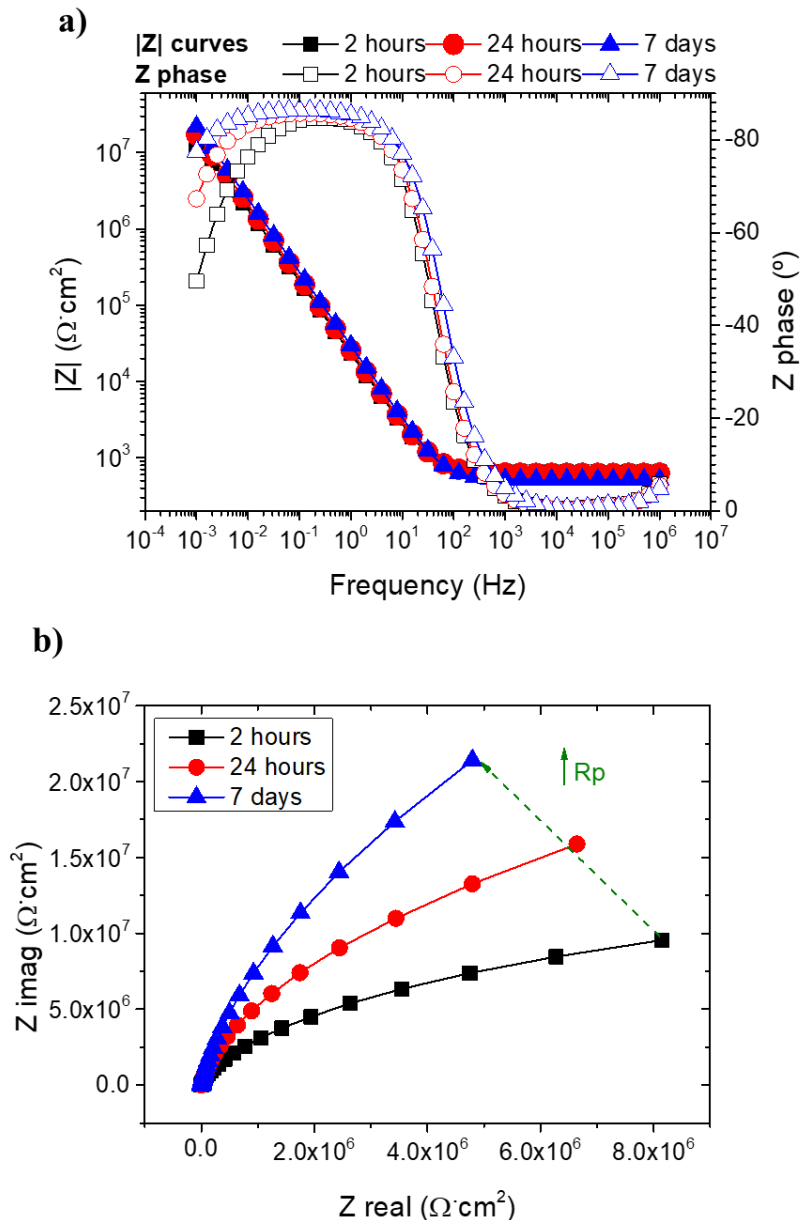 a)
|Z| curves 2 hours 24 hours 7 days
Z phase 2 hours 24 hours 7 days
10⁷
10⁶
10⁵
10⁴
10³
|Z| (Ω·cm²)
-80
-60
-40
-20
0
Z phase (º)
10⁻⁴ 10⁻³ 10⁻² 10⁻¹ 10⁰ 10¹ 10² 10³ 10⁴ 10⁵ 10⁶ 10⁷
Frequency (Hz)
b)
2.5x10⁷
2.0x10⁷
1.5x10⁷
1.0x10⁷
5.0x10⁶
0.0
Z imag (Ω·cm²)
2 hours
24 hours
7 days
Rp
0.0 2.0x10⁶ 4.0x10⁶ 6.0x10⁶ 8.0x10⁶
Z real (Ω·cm²)